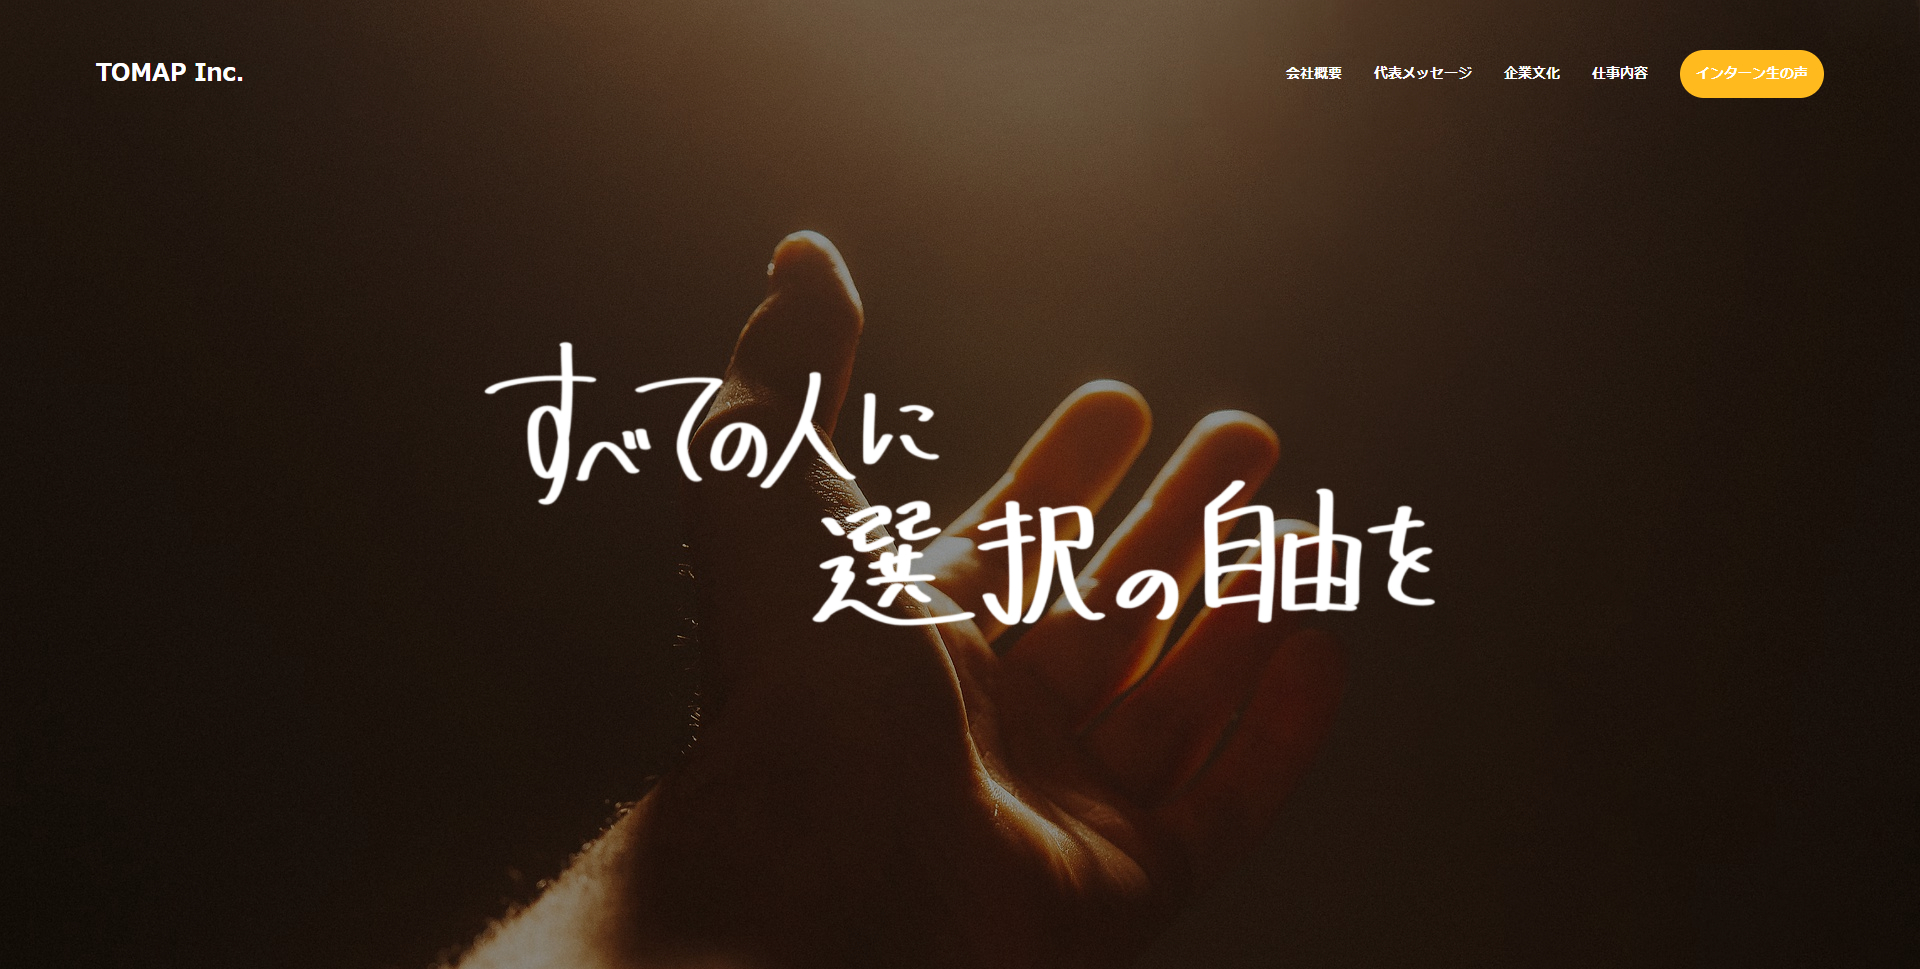 TOMAP Inc.
会社概要 代表メッセージ 企業文化 仕事内容 インターン生の声
すべての人に
選択の自由を